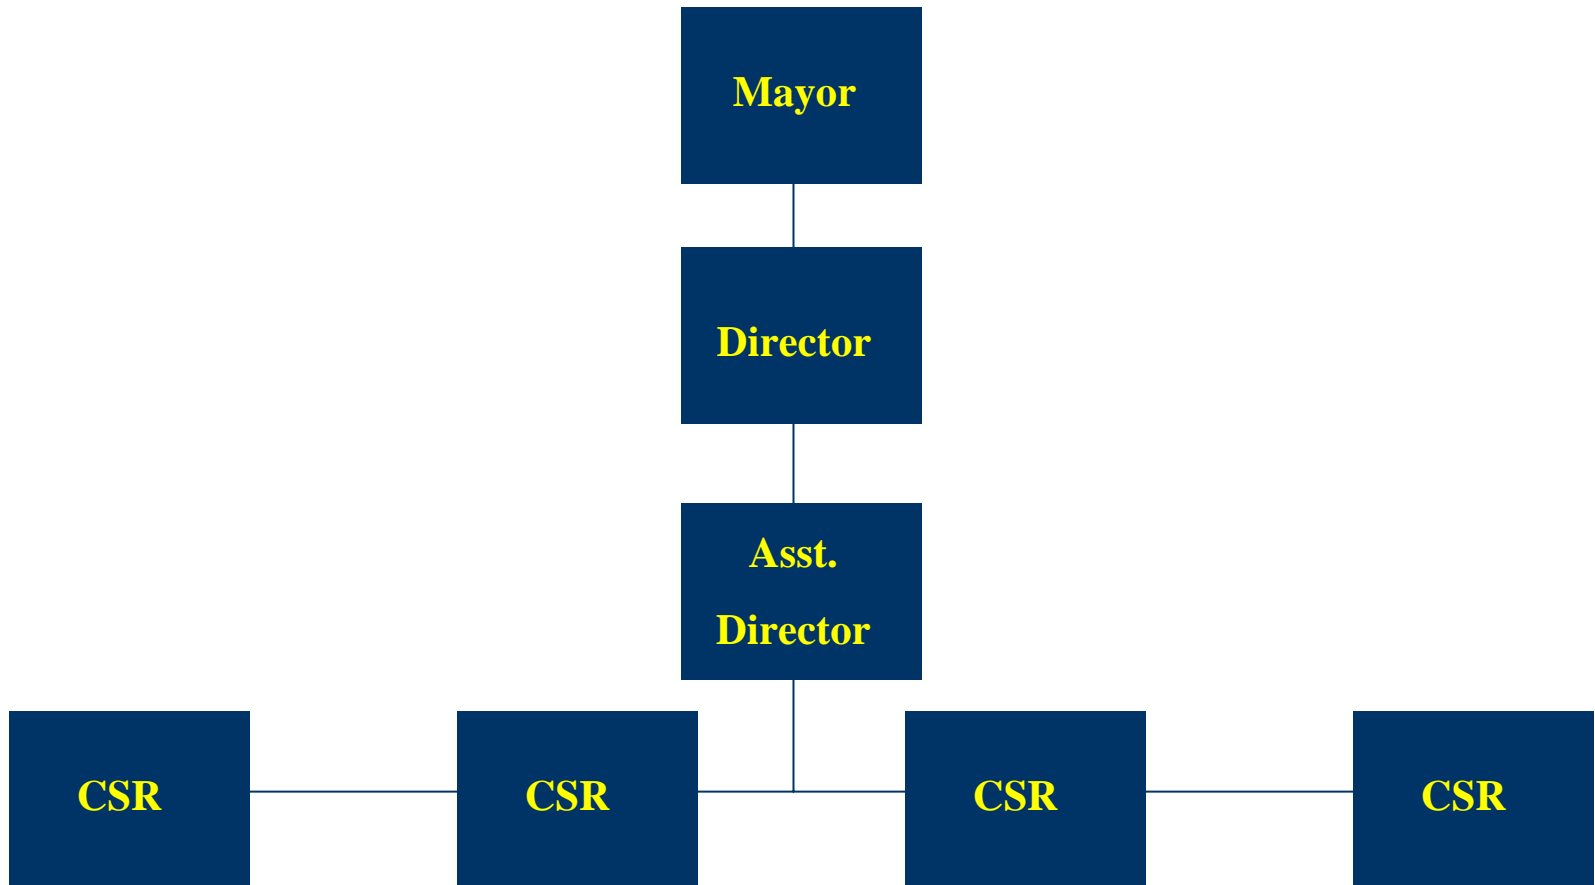 Mayor
Director
Asst.
Director
CSR
CSR
CSR
CSR